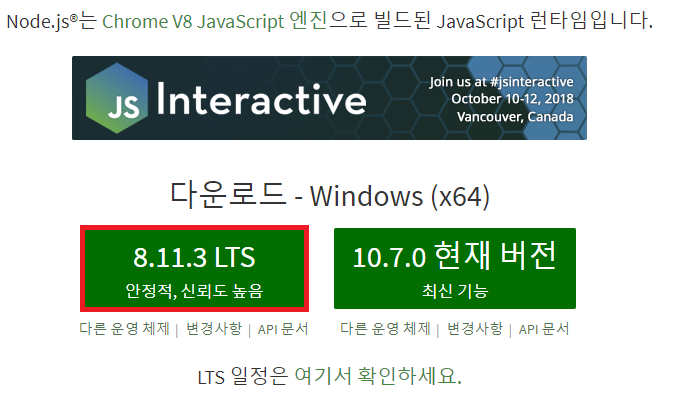 Node.js®는 Chrome V8 JavaScript 엔진으로 빌드된 JavaScript 런타임입니다.
JS Interactive
Join us at #jsinteractive
October 10-12, 2018
Vancouver, Canada
다운로드 - Windows (x64)
8.11.3 LTS
안정적, 신뢰도 높음
다른 운영 체제 | 변경사항 | API 문서
10.7.0 현재 버전
최신 기능
다른 운영 체제 | 변경사항 | API 문서
LTS 일정은 여기서 확인하세요.